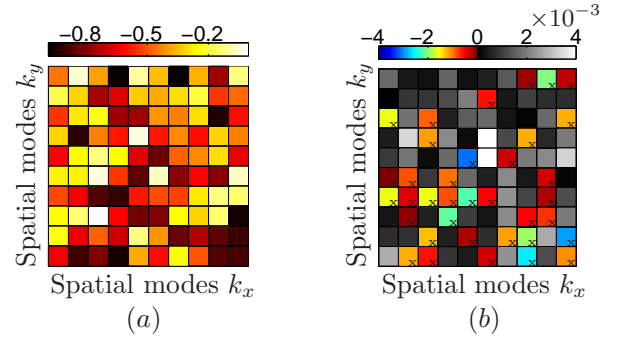 ×10⁻³
−0.8 −0.5 −0.2
−4 −2 0 2 4
Spatial modes k_y
Spatial modes k_y
Spatial modes k_x
Spatial modes k_x
(a)
(b)